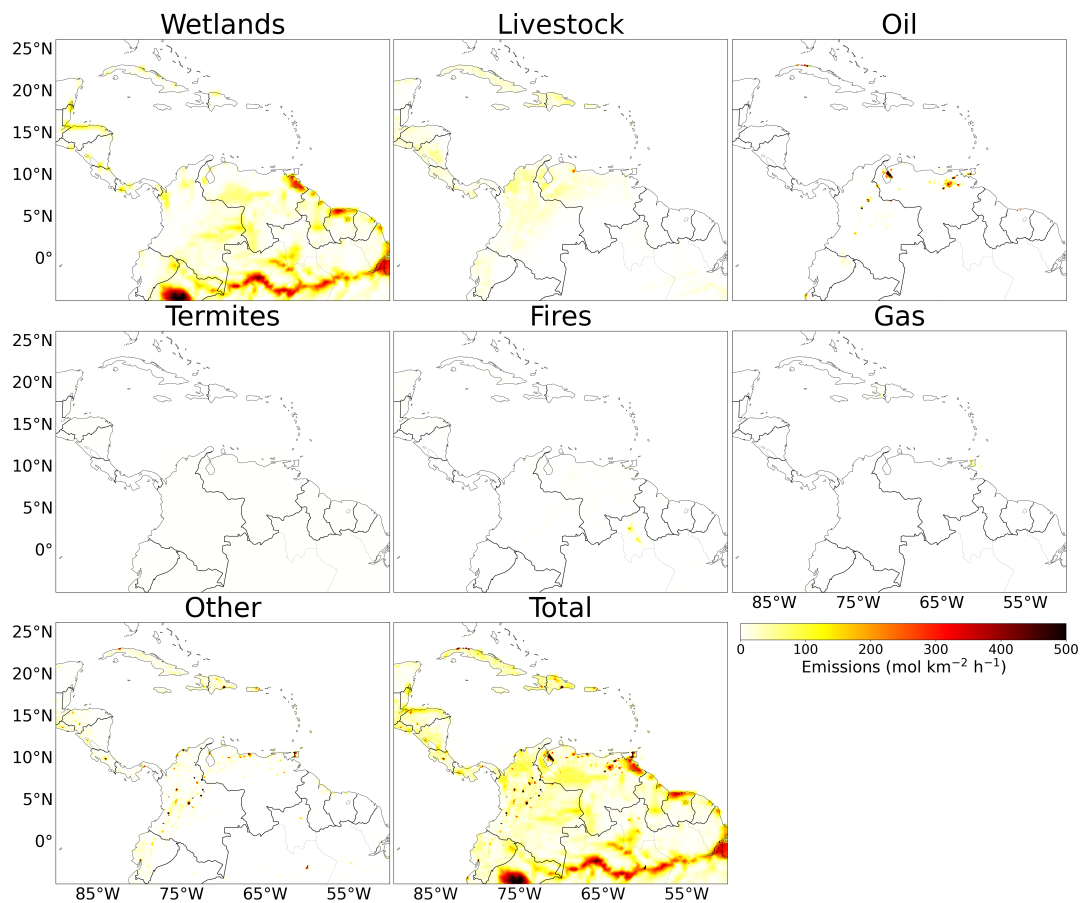 Wetlands Livestock Oil
25°N
20°N
15°N
10°N
5°N
0°
Termites Fires Gas
25°N
20°N
15°N
10°N
5°N
0°
85°W 75°W 65°W 55°W
Other Total
25°N
20°N
15°N
10°N
5°N
0°
0 100 200 300 400 500
Emissions (mol km⁻² h⁻¹)
85°W 75°W 65°W 55°W 85°W 75°W 65°W 55°W